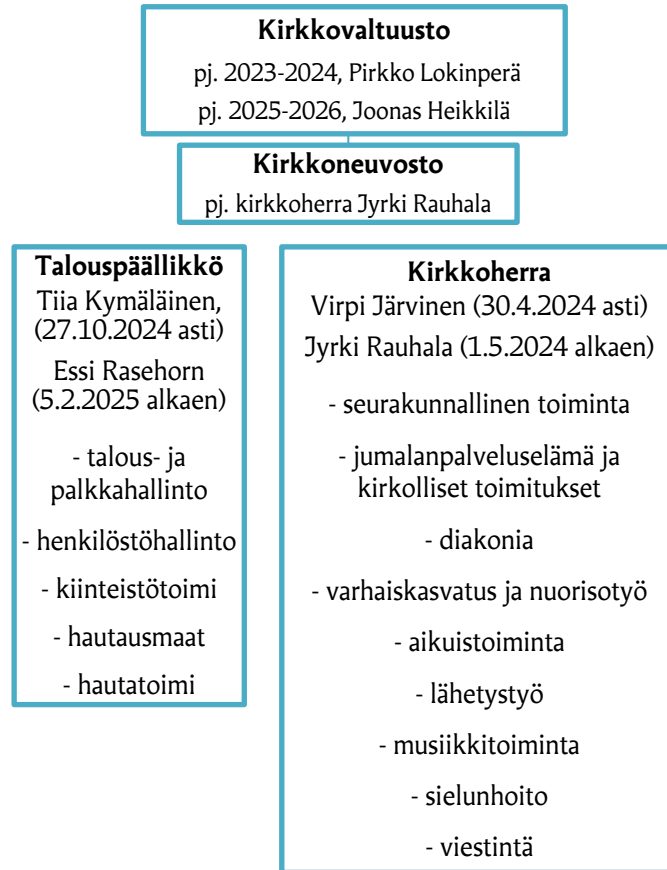 Kirkkovaltuusto
pj. 2023-2024, Pirkko Lokinperä
pj. 2025-2026, Joonas Heikkilä
Kirkkoneuvosto
pj. kirkkoherra Jyrki Rauhala
Talouspäällikkö
Tiia Kymäläinen,
(27.10.2024 asti)
Essi Rasehorn
(5.2.2025 alkaen)
- talous- ja
palkkahallinto
- henkilöstöhallinto
- kiinteistötoimi
- hautausmaat
- hautatoimi
Kirkkoherra
Virpi Järvinen (30.4.2024 asti)
Jyrki Rauhala (1.5.2024 alkaen)
- seurakunnallinen toiminta
- jumalanpalveluselämä ja
kirkolliset toimitukset
- diakonia
- varhaiskasvatus ja nuorisotyö
- aikuistoiminta
- lähetystyö
- musiikkitoiminta
- sielunhoito
- viestintä